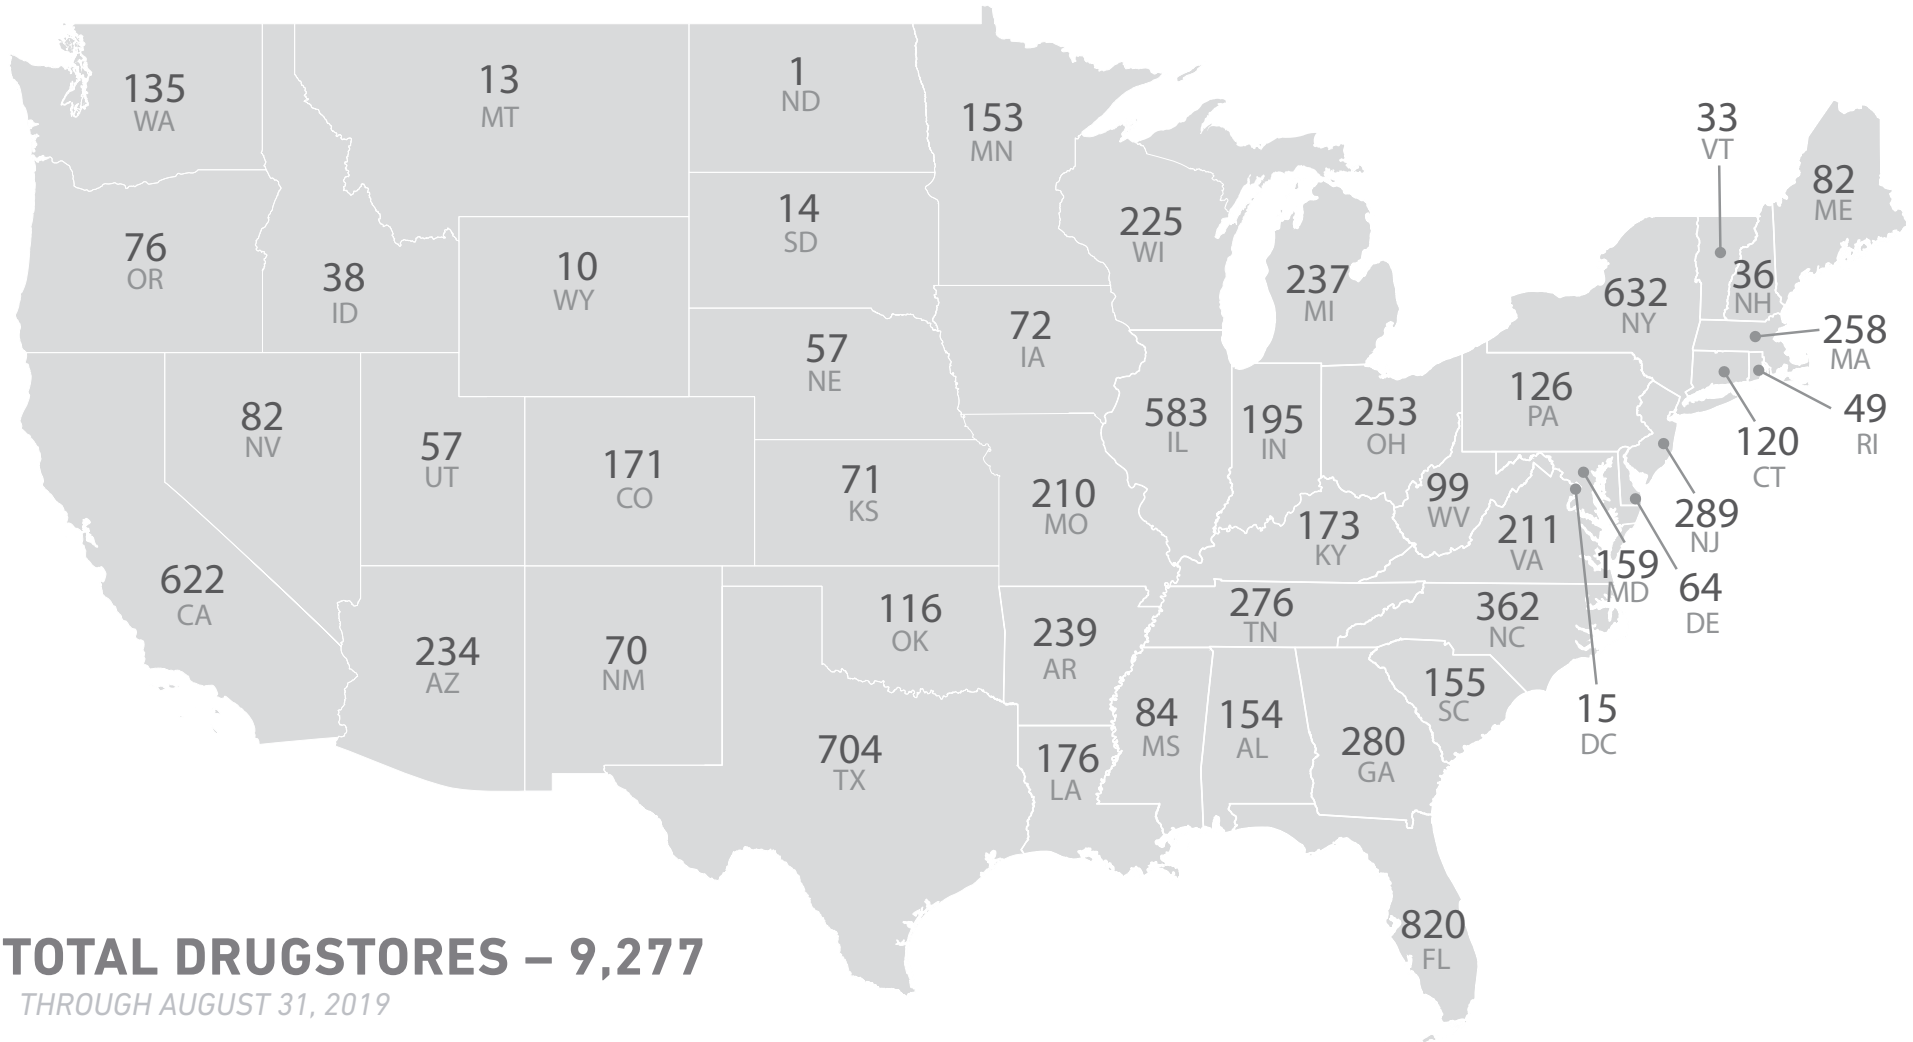 135
WA
13
MT
1
ND
153
MN
33
VT
82
ME
76
OR
38
ID
10
WY
14
SD
225
WI
237
MI
632
NY
36
NH
258
MA
82
NV
57
UT
171
CO
57
NE
72
IA
583
IL
195
IN
253
OH
126
PA
49
RI
120
CT
71
KS
210
MO
173
KY
99
WV
211
VA
289
NJ
159
MD
64
DE
622
CA
234
AZ
70
NM
116
OK
239
AR
276
TN
362
NC
15
DC
704
TX
176
LA
84
MS
154
AL
280
GA
155
SC
820
FL
TOTAL DRUGSTORES – 9,277
THROUGH AUGUST 31, 2019